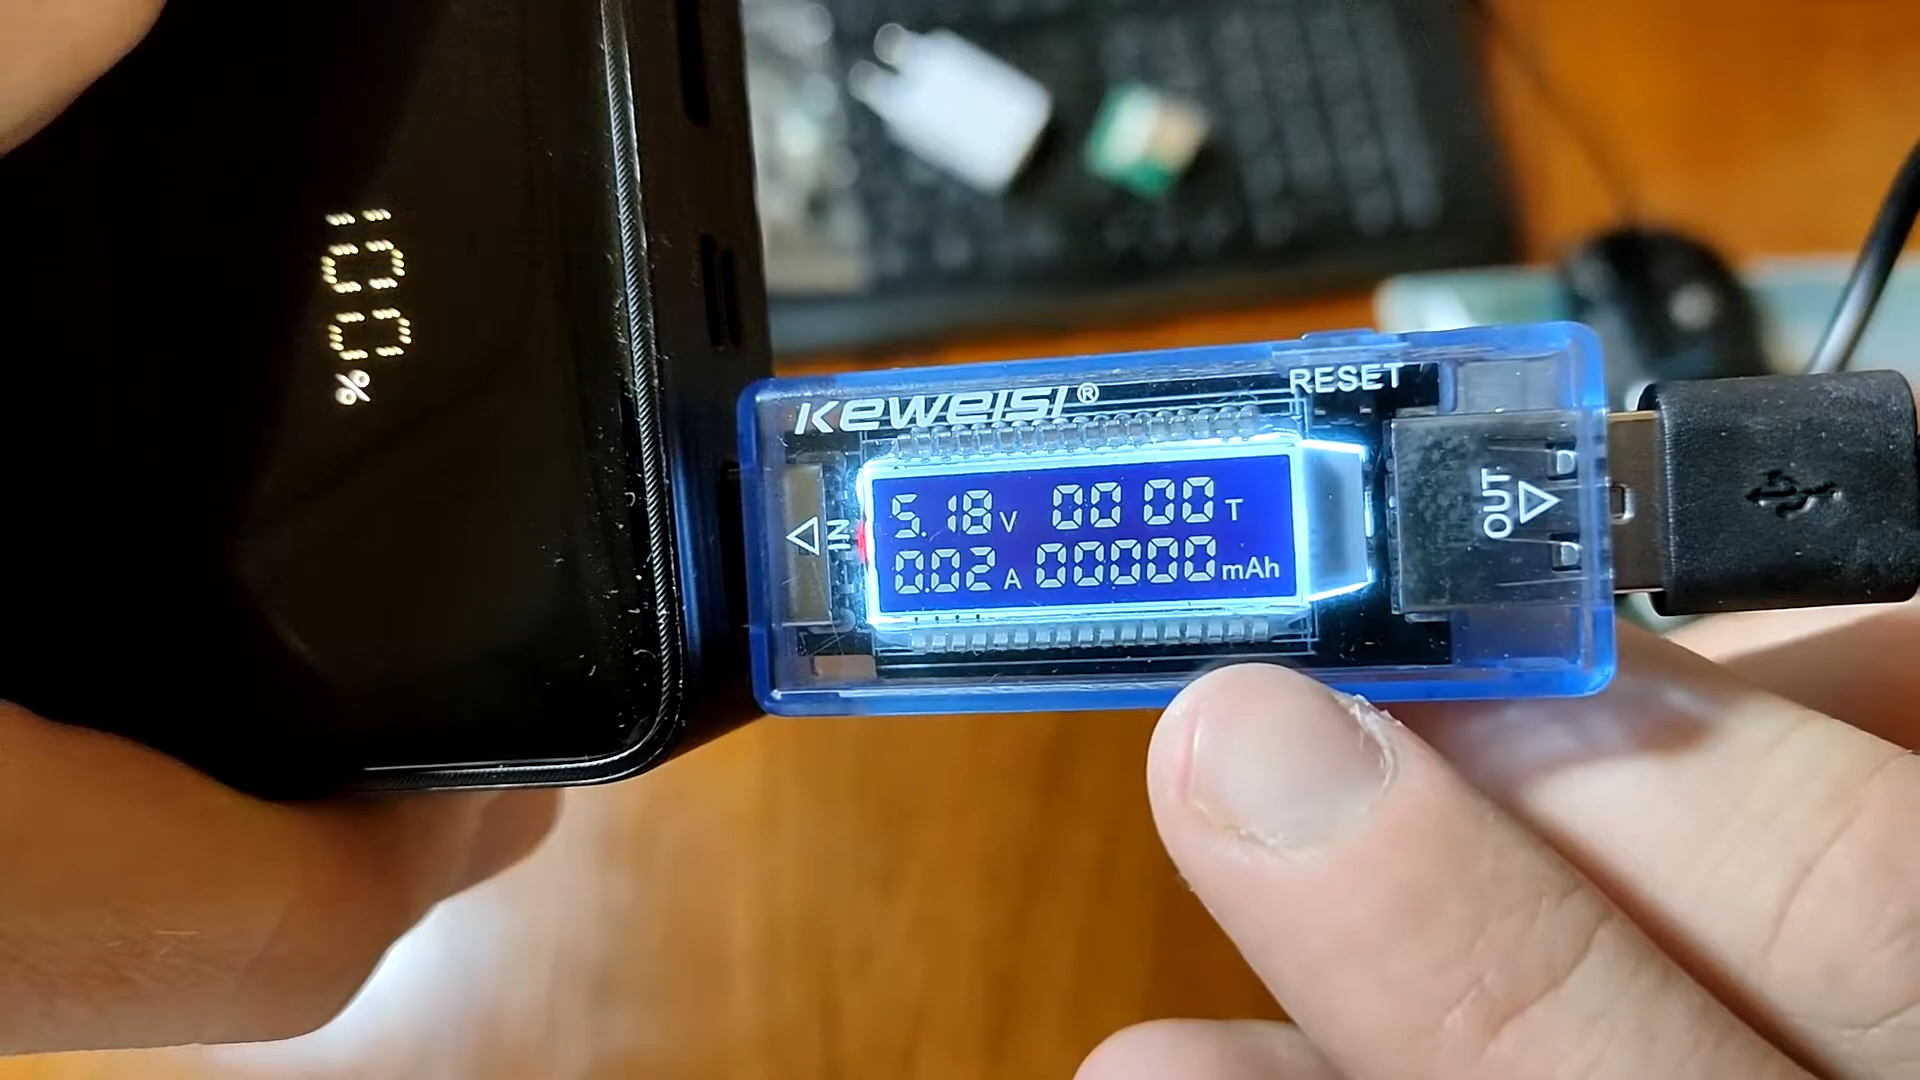 100%
KEWEISI®
RESET
IN
5.18V 00 00 T
0.02A 00000mAh
OUT